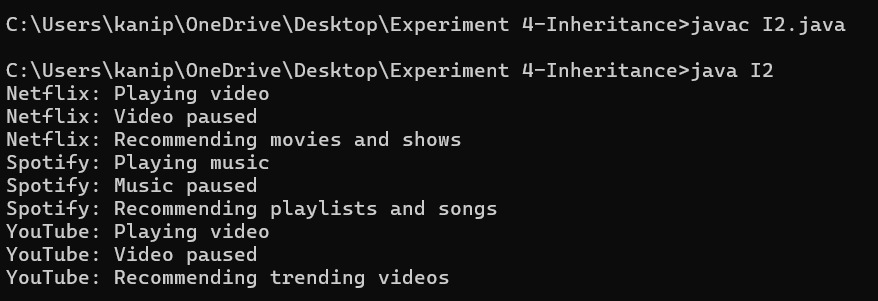 C:\Users\kanip\OneDrive\Desktop\Experiment 4-Inheritance>javac I2.java
C:\Users\kanip\OneDrive\Desktop\Experiment 4-Inheritance>java I2
Netflix: Playing video
Netflix: Video paused
Netflix: Recommending movies and shows
Spotify: Playing music
Spotify: Music paused
Spotify: Recommending playlists and songs
YouTube: Playing video
YouTube: Video paused
YouTube: Recommending trending videos